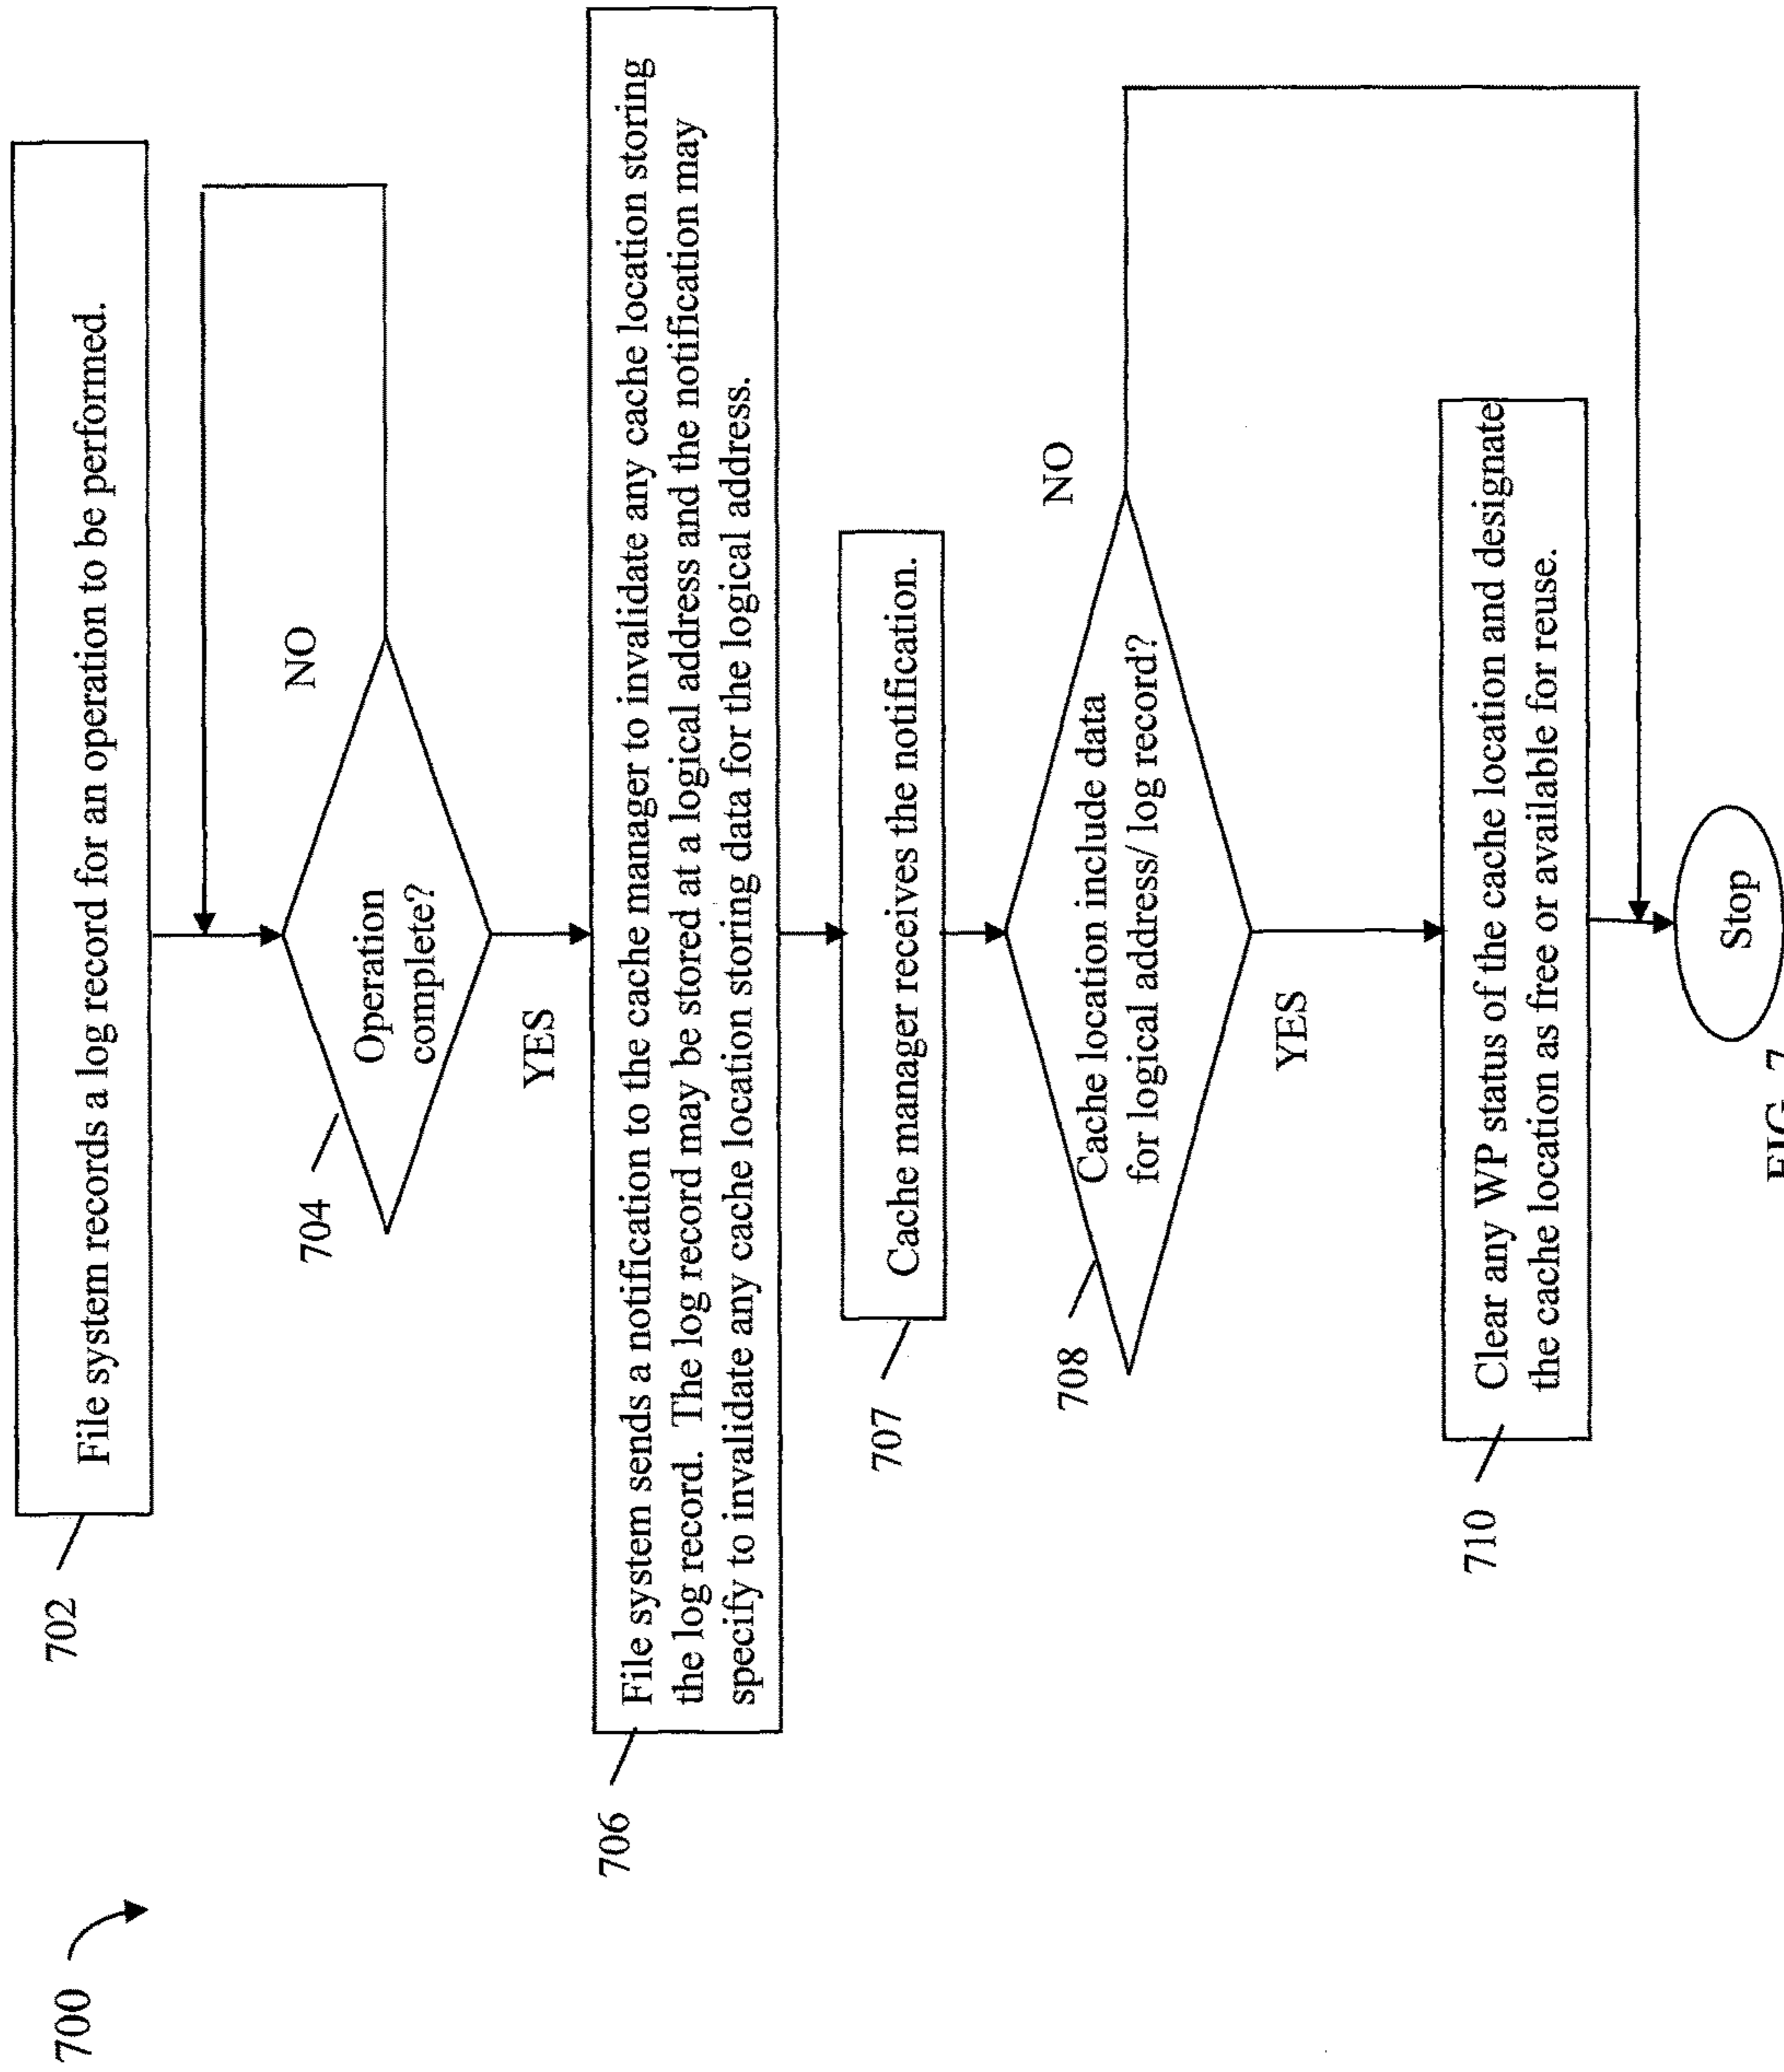 700
702
File system records a log record for an operation to be performed.
704
Operation
complete?
NO
YES
706
File system sends a notification to the cache manager to invalidate any cache location storing
the log record. The log record may be stored at a logical address and the notification may
specify to invalidate any cache location storing data for the logical address.
707
Cache manager receives the notification.
708
Cache location include data
for logical address/ log record?
NO
YES
710
Clear any WP status of the cache location and designate
the cache location as free or available for reuse.
Stop
FIG. 7